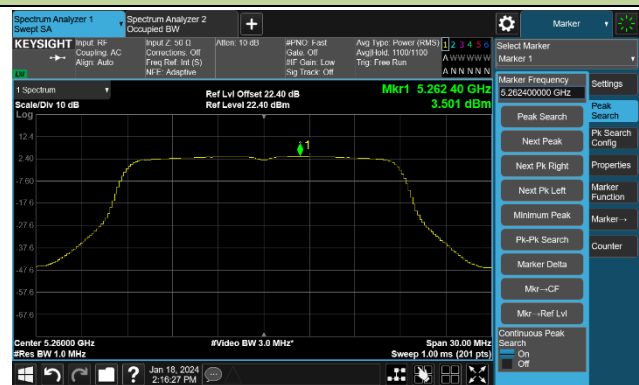 Spectrum Analyzer 1
Swept SA
Spectrum Analyzer 2
Occupied BW
Marker
KEYSIGHT
Input: RF
Coupling: AC
Align: Auto
Input Z: 50 Ω
Corrections: Off
Freq Ref: Int (S)
NFE: Adaptive
Atten: 10 dB
#PNO: Fast
Gate: Off
#IF Gain: Low
Sig Track: Off
Avg Type: Power (RMS)
Avg|Hold: 1100/1100
Trig: Free Run
1 2 3 4 5 6
A W W W W W
A N N N N N
LXI
Select Marker
Marker 1
1 Spectrum
Scale/Div 10 dB
Log
Ref Lvl Offset 22.40 dB
Ref Level 22.40 dBm
Mkr1 5.262 40 GHz
3.501 dBm
12.4
2.40
-7.60
-17.6
-27.6
-37.6
-47.6
-57.6
-67.6
1
Center 5.26000 GHz
#Res BW 1.0 MHz
#Video BW 3.0 MHz*
Span 30.00 MHz
Sweep 1.00 ms (201 pts)
Marker Frequency
5.262400000 GHz
Peak Search
Next Peak
Next Pk Right
Next Pk Left
Minimum Peak
Pk-Pk Search
Marker Delta
Mkr→CF
Mkr→Ref Lvl
Continuous Peak
Search
On
Off
Settings
Peak
Search
Pk Search
Config
Properties
Marker
Function
Marker→
Counter
Jan 18, 2024
2:16:27 PM